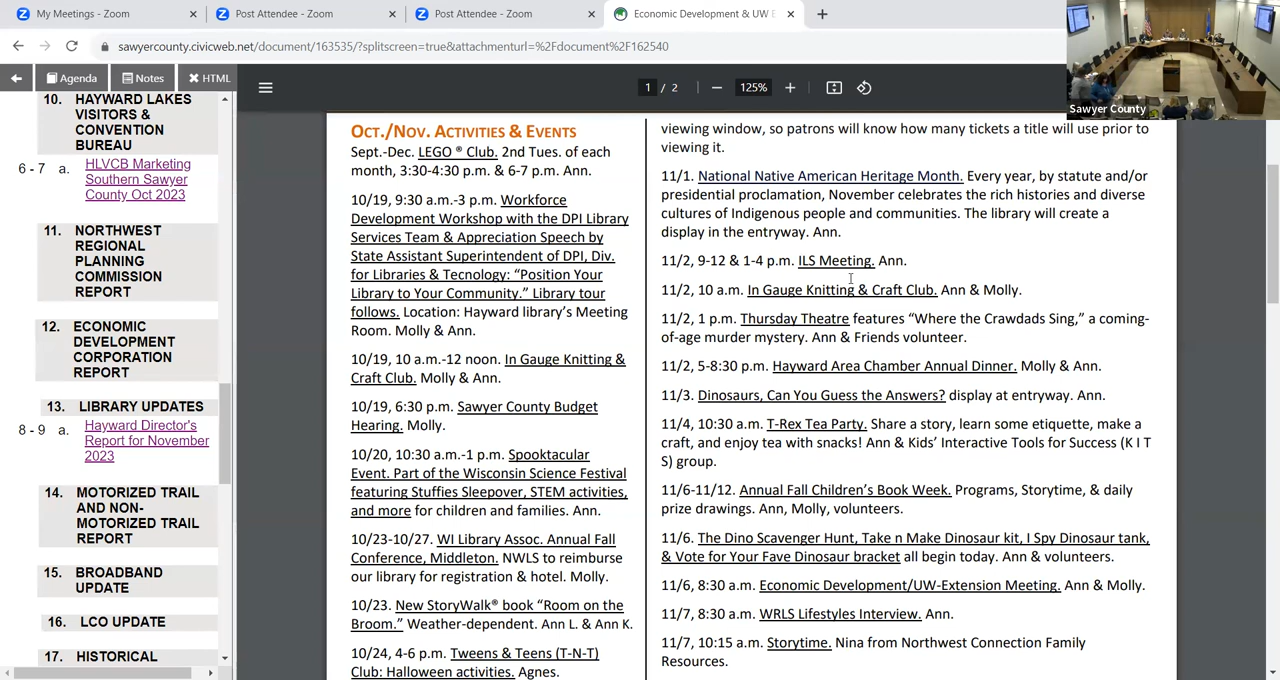 My Meetings - Zoom
Post Attendee - Zoom
Post Attendee - Zoom
Economic Development & UW E
sawyercounty.civicweb.net/document/163535/?splitscreen=true&attachmenturl=%2Fdocument%2F162540
Sawyer County
Agenda
Notes
HTML
1 / 2
125%
10. HAYWARD LAKES
VISITORS &
CONVENTION
BUREAU
6 - 7 a. HLVCB Marketing
Southern Sawyer
County Oct 2023
11. NORTHWEST
REGIONAL
PLANNING
COMMISSION
REPORT
12. ECONOMIC
DEVELOPMENT
CORPORATION
REPORT
13. LIBRARY UPDATES
8 - 9 a. Hayward Director's
Report for November
2023
14. MOTORIZED TRAIL
AND NON-
MOTORIZED TRAIL
REPORT
15. BROADBAND
UPDATE
16. LCO UPDATE
17. HISTORICAL
OCT./NOV. ACTIVITIES & EVENTS
Sept.-Dec. LEGO ® Club. 2nd Tues. of each
month, 3:30-4:30 p.m. & 6-7 p.m. Ann.
10/19, 9:30 a.m.-3 p.m. Workforce
Development Workshop with the DPI Library
Services Team & Appreciation Speech by
State Assistant Superintendent of DPI, Div.
for Libraries & Tecnology: “Position Your
Library to Your Community.” Library tour
follows. Location: Hayward library’s Meeting
Room. Molly & Ann.
10/19, 10 a.m.-12 noon. In Gauge Knitting &
Craft Club. Molly & Ann.
10/19, 6:30 p.m. Sawyer County Budget
Hearing. Molly.
10/20, 10:30 a.m.-1 p.m. Spooktacular
Event. Part of the Wisconsin Science Festival
featuring Stuffies Sleepover, STEM activities,
and more for children and families. Ann.
10/23-10/27. WI Library Assoc. Annual Fall
Conference, Middleton. NWLS to reimburse
our library for registration & hotel. Molly.
10/23. New StoryWalk® book “Room on the
Broom.” Weather-dependent. Ann L. & Ann K.
10/24, 4-6 p.m. Tweens & Teens (T-N-T)
Club: Halloween activities. Agnes.
viewing window, so patrons will know how many tickets a title will use prior to
viewing it.
11/1. National Native American Heritage Month. Every year, by statute and/or
presidential proclamation, November celebrates the rich histories and diverse
cultures of Indigenous people and communities. The library will create a
display in the entryway. Ann.
11/2, 9-12 & 1-4 p.m. ILS Meeting. Ann.
11/2, 10 a.m. In Gauge Knitting & Craft Club. Ann & Molly.
11/2, 1 p.m. Thursday Theatre features “Where the Crawdads Sing,” a coming-
of-age murder mystery. Ann & Friends volunteer.
11/2, 5-8:30 p.m. Hayward Area Chamber Annual Dinner. Molly & Ann.
11/3. Dinosaurs, Can You Guess the Answers? display at entryway. Ann.
11/4, 10:30 a.m. T-Rex Tea Party. Share a story, learn some etiquette, make a
craft, and enjoy tea with snacks! Ann & Kids’ Interactive Tools for Success (K I T
S) group.
11/6-11/12. Annual Fall Children’s Book Week. Programs, Storytime, & daily
prize drawings. Ann, Molly, volunteers.
11/6. The Dino Scavenger Hunt, Take n Make Dinosaur kit, I Spy Dinosaur tank,
& Vote for Your Fave Dinosaur bracket all begin today. Ann & volunteers.
11/6, 8:30 a.m. Economic Development/UW-Extension Meeting. Ann & Molly.
11/7, 8:30 a.m. WRLS Lifestyles Interview. Ann.
11/7, 10:15 a.m. Storytime. Nina from Northwest Connection Family
Resources.